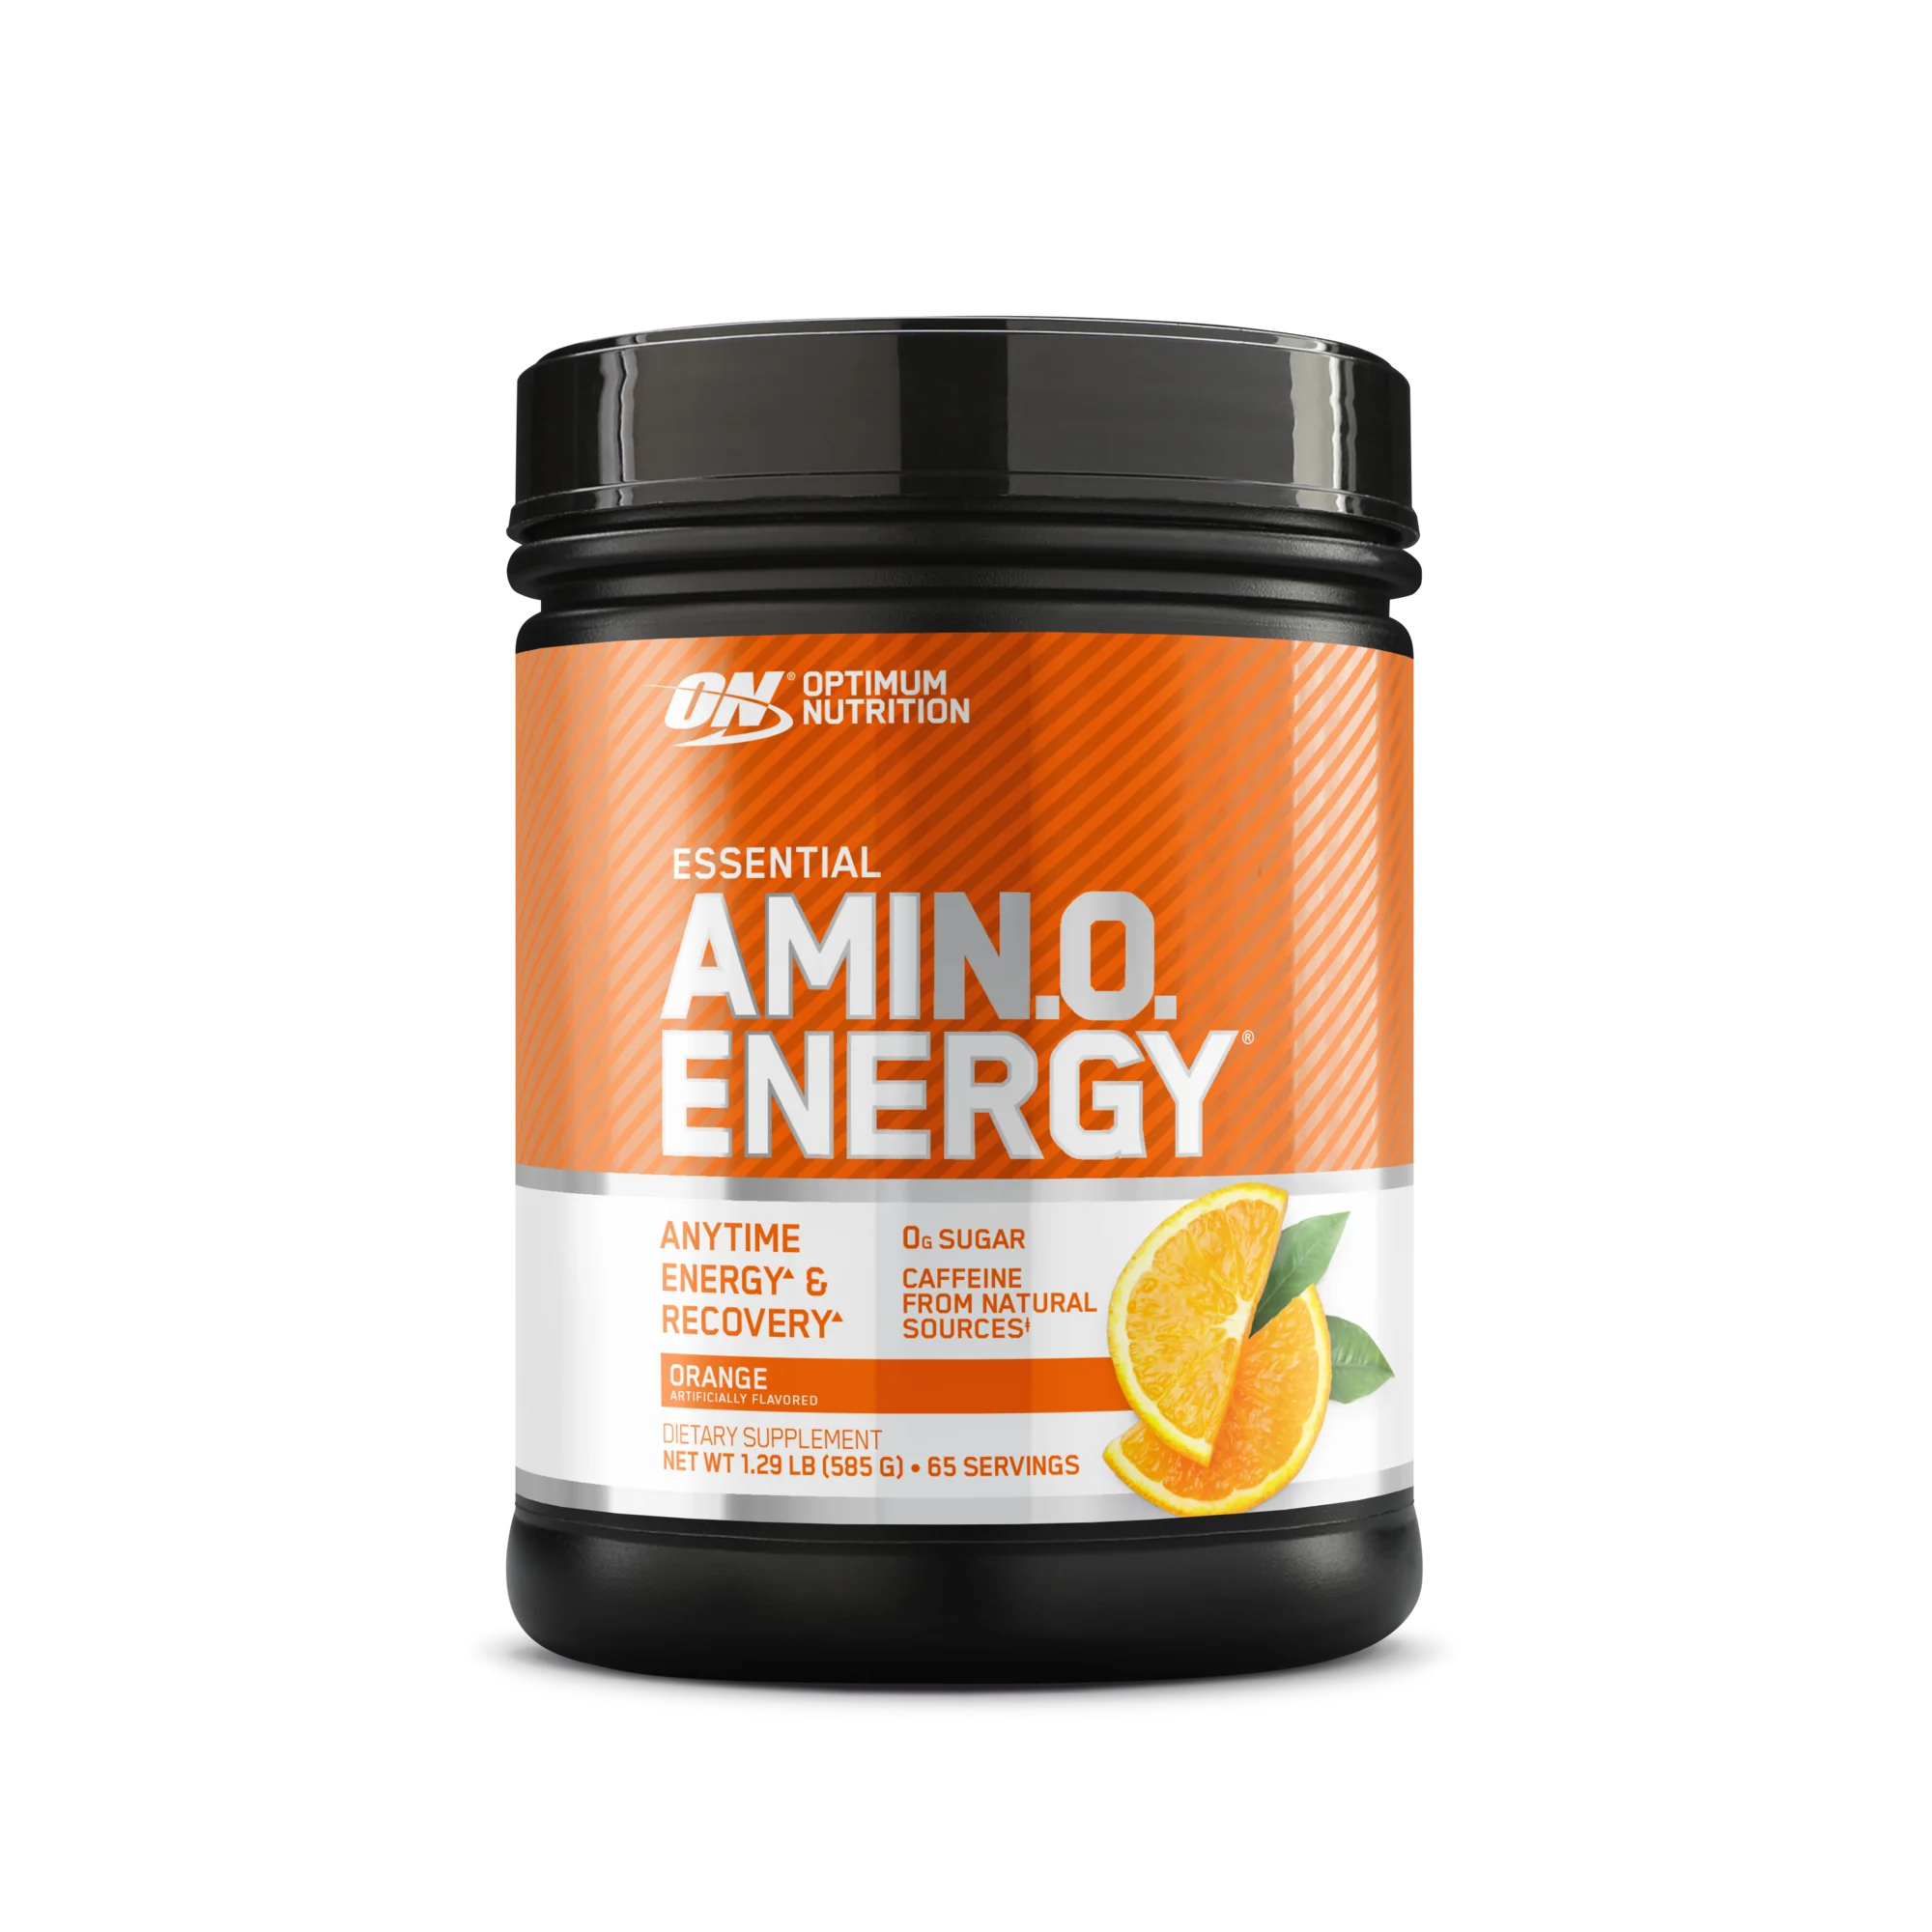 ON® OPTIMUM
NUTRITION
ESSENTIAL
AMIN.O.
ENERGY®
ANYTIME
ENERGY▲ &
RECOVERY▲
0G SUGAR
CAFFEINE
FROM NATURAL
SOURCES‡
ORANGE
ARTIFICIALLY FLAVORED
DIETARY SUPPLEMENT
NET WT 1.29 LB (585 G) • 65 SERVINGS